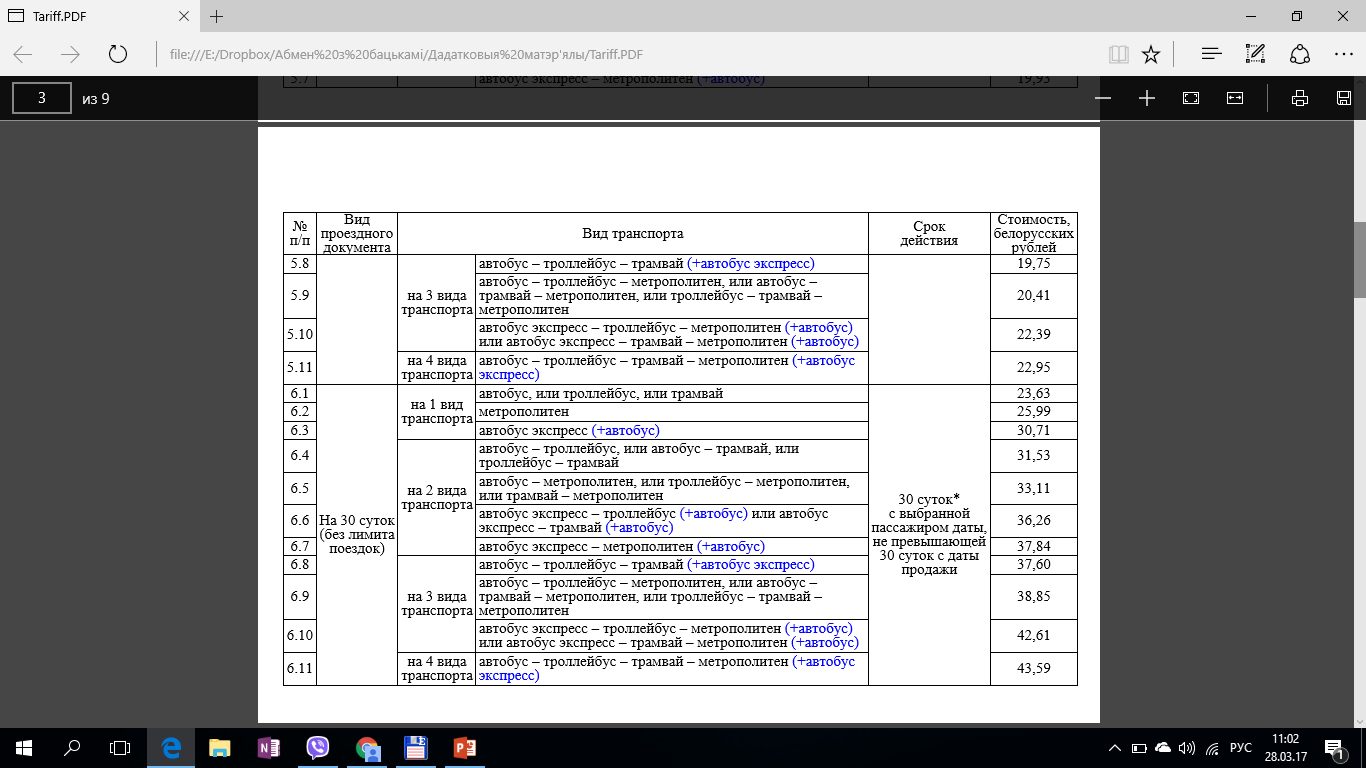 Tariff.PDF
file:///E:/Dropbox/Абмен%20з%20бацькамі/Дадатковыя%20матэр'ялы/Tariff.PDF
5.7 автобус экспресс – метрополитен (+автобус) 19,93
3 из 9
№ п/п
Вид проездного документа
Вид транспорта
Срок действия
Стоимость, белорусских рублей
5.8
автобус – троллейбус – трамвай (+автобус экспресс)
19,75
на 3 вида
транспорта
5.9
автобус – троллейбус – метрополитен, или автобус –
трамвай – метрополитен, или троллейбус – трамвай –
метрополитен
20,41
5.10
автобус экспресс – троллейбус – метрополитен (+автобус)
или автобус экспресс – трамвай – метрополитен (+автобус)
22,39
5.11
на 4 вида
транспорта
автобус – троллейбус – трамвай – метрополитен (+автобус
экспресс)
22,95
На 30 суток
(без лимита
поездок)
6.1
на 1 вид
транспорта
автобус, или троллейбус, или трамвай
23,63
6.2
метрополитен
25,99
6.3
автобус экспресс (+автобус)
30,71
6.4
на 2 вида
транспорта
автобус – троллейбус, или автобус – трамвай, или
троллейбус – трамвай
31,53
6.5
автобус – метрополитен, или троллейбус – метрополитен,
или трамвай – метрополитен
33,11
6.6
автобус экспресс – троллейбус (+автобус) или автобус
экспресс – трамвай (+автобус)
36,26
6.7
автобус экспресс – метрополитен (+автобус)
37,84
30 суток*
с выбранной
пассажиром даты,
не превышающей
30 суток с даты
продажи
6.8
на 3 вида
транспорта
автобус – троллейбус – трамвай (+автобус экспресс)
37,60
6.9
автобус – троллейбус – метрополитен, или автобус –
трамвай – метрополитен, или троллейбус – трамвай –
метрополитен
38,85
6.10
автобус экспресс – троллейбус – метрополитен (+автобус)
или автобус экспресс – трамвай – метрополитен (+автобус)
42,61
6.11
на 4 вида
транспорта
автобус – троллейбус – трамвай – метрополитен (+автобус
экспресс)
43,59
РУС
11:02
28.03.17
1